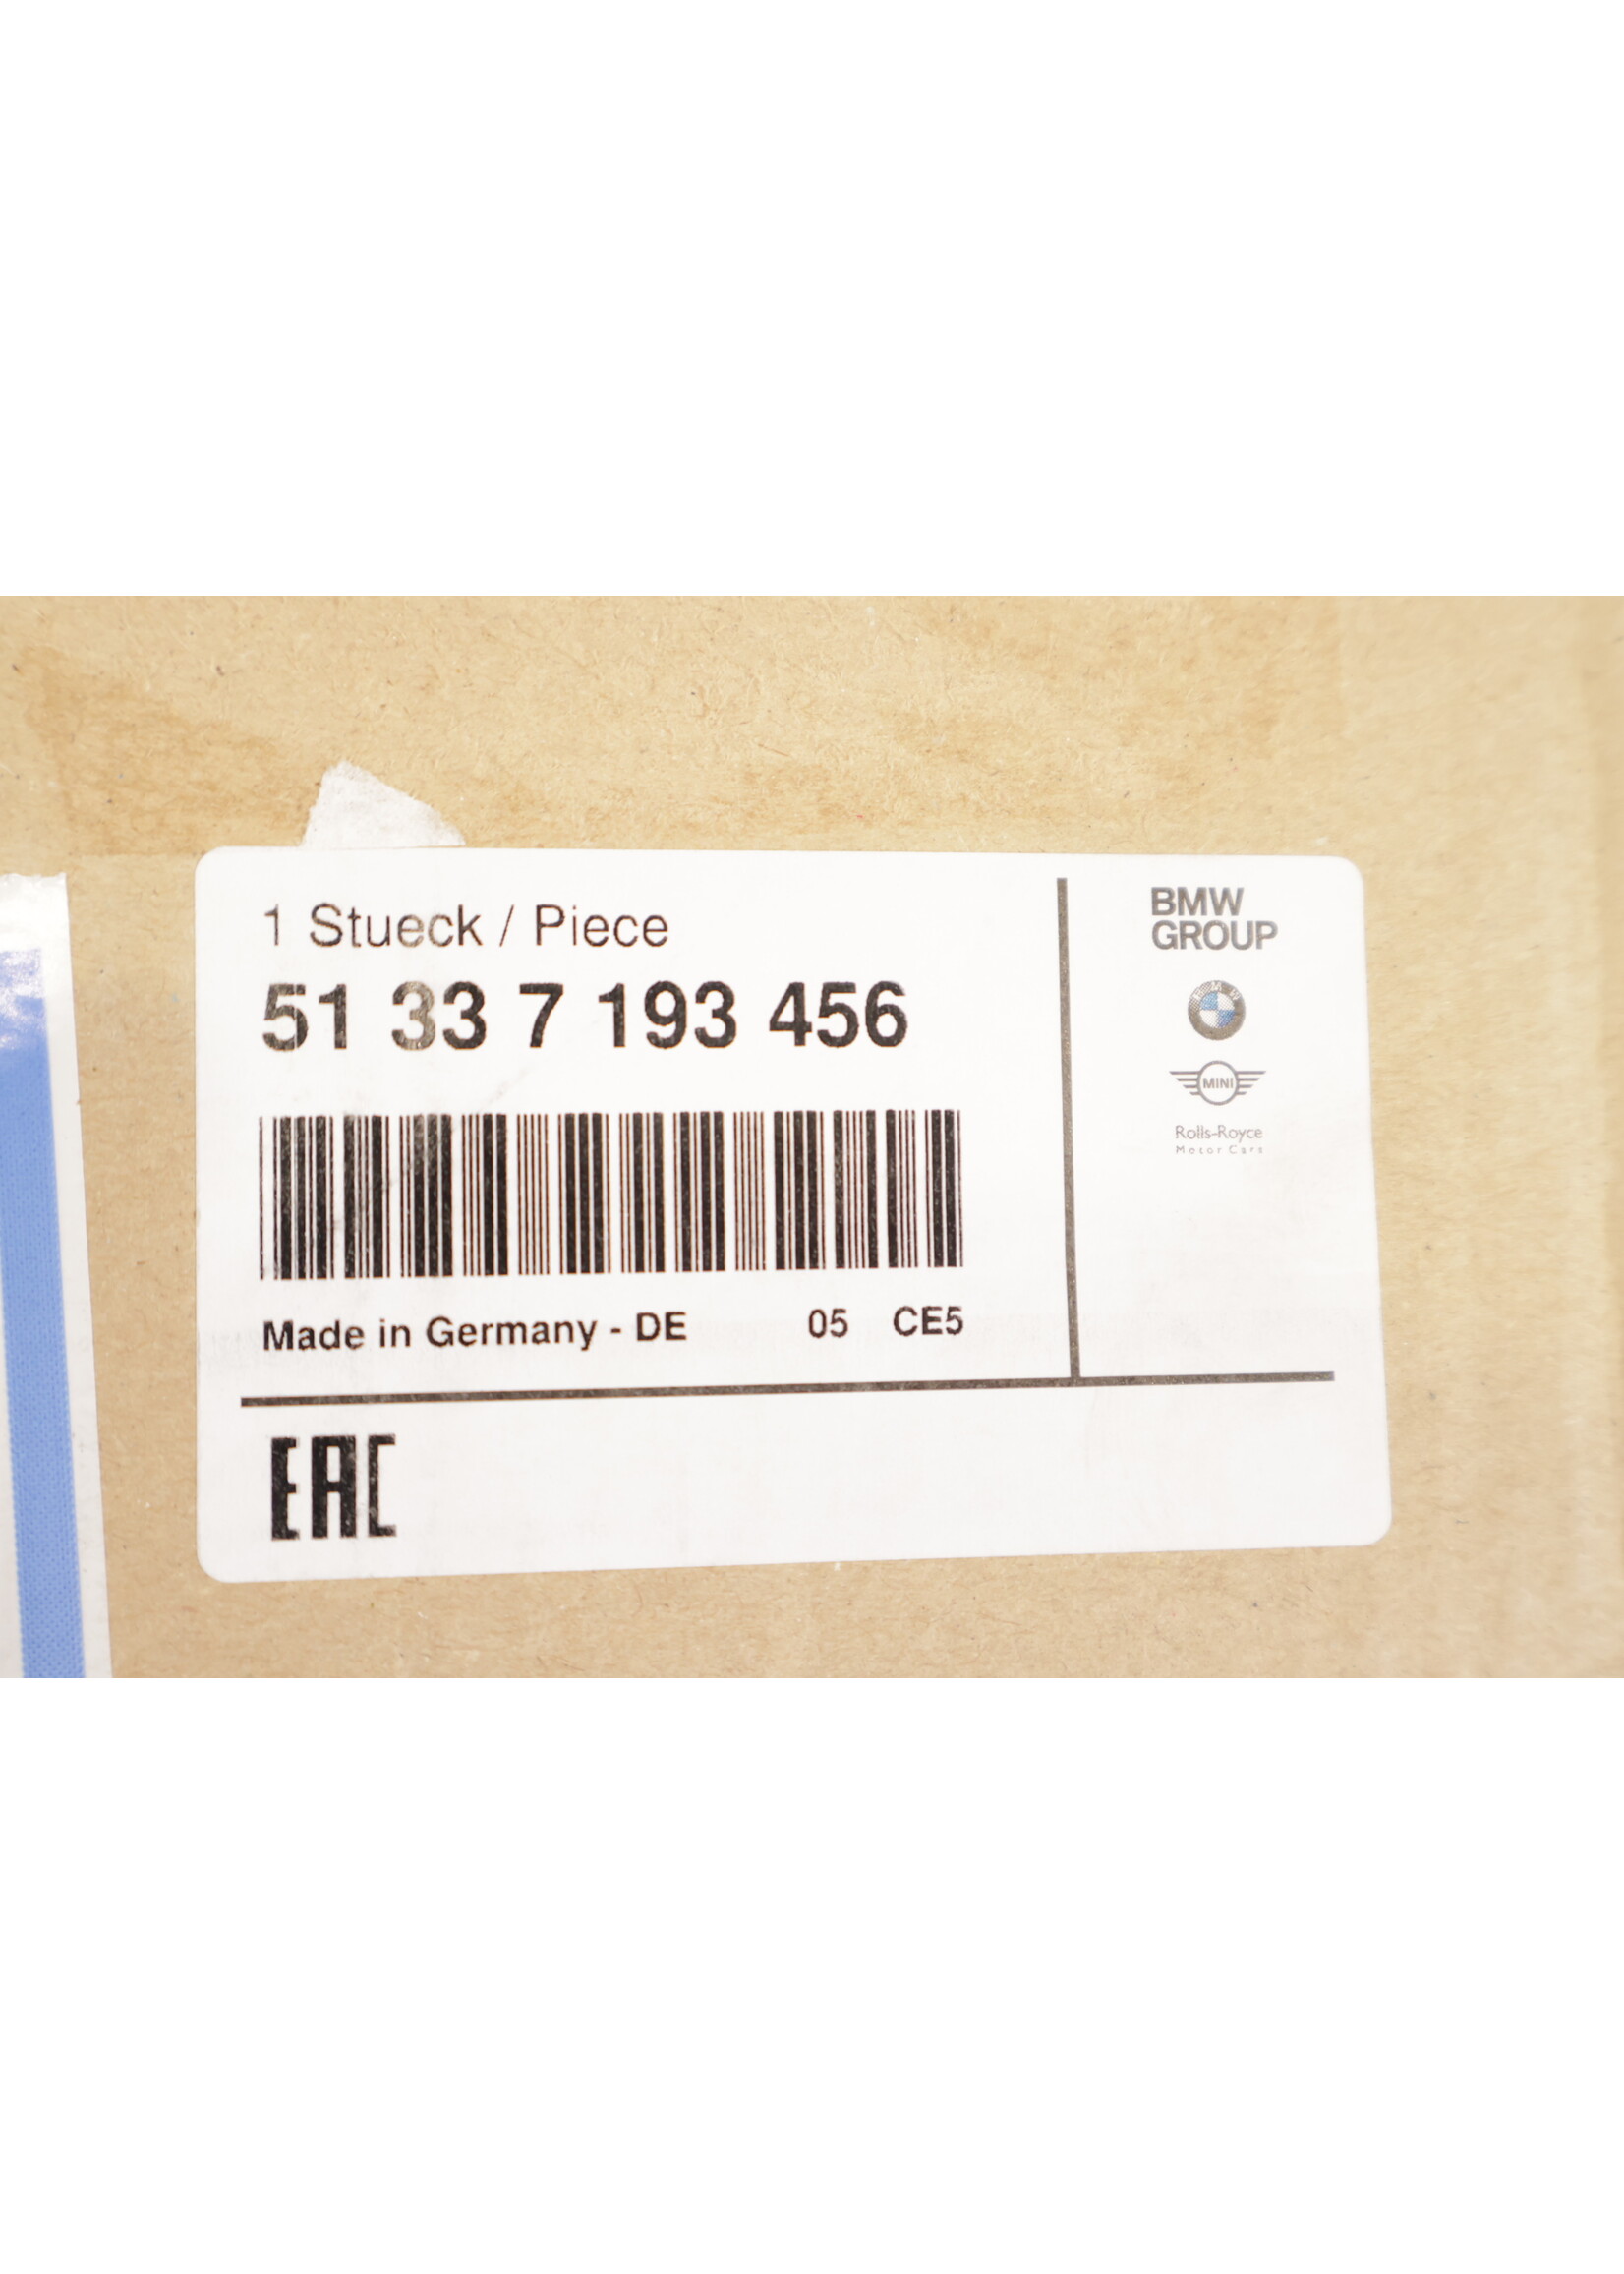 1 Stueck / Piece
51 33 7 193 456
Made in Germany - DE 05 CE5
EAC
BMW
GROUP
BMW
MINI
Rolls-Royce
Motor Cars